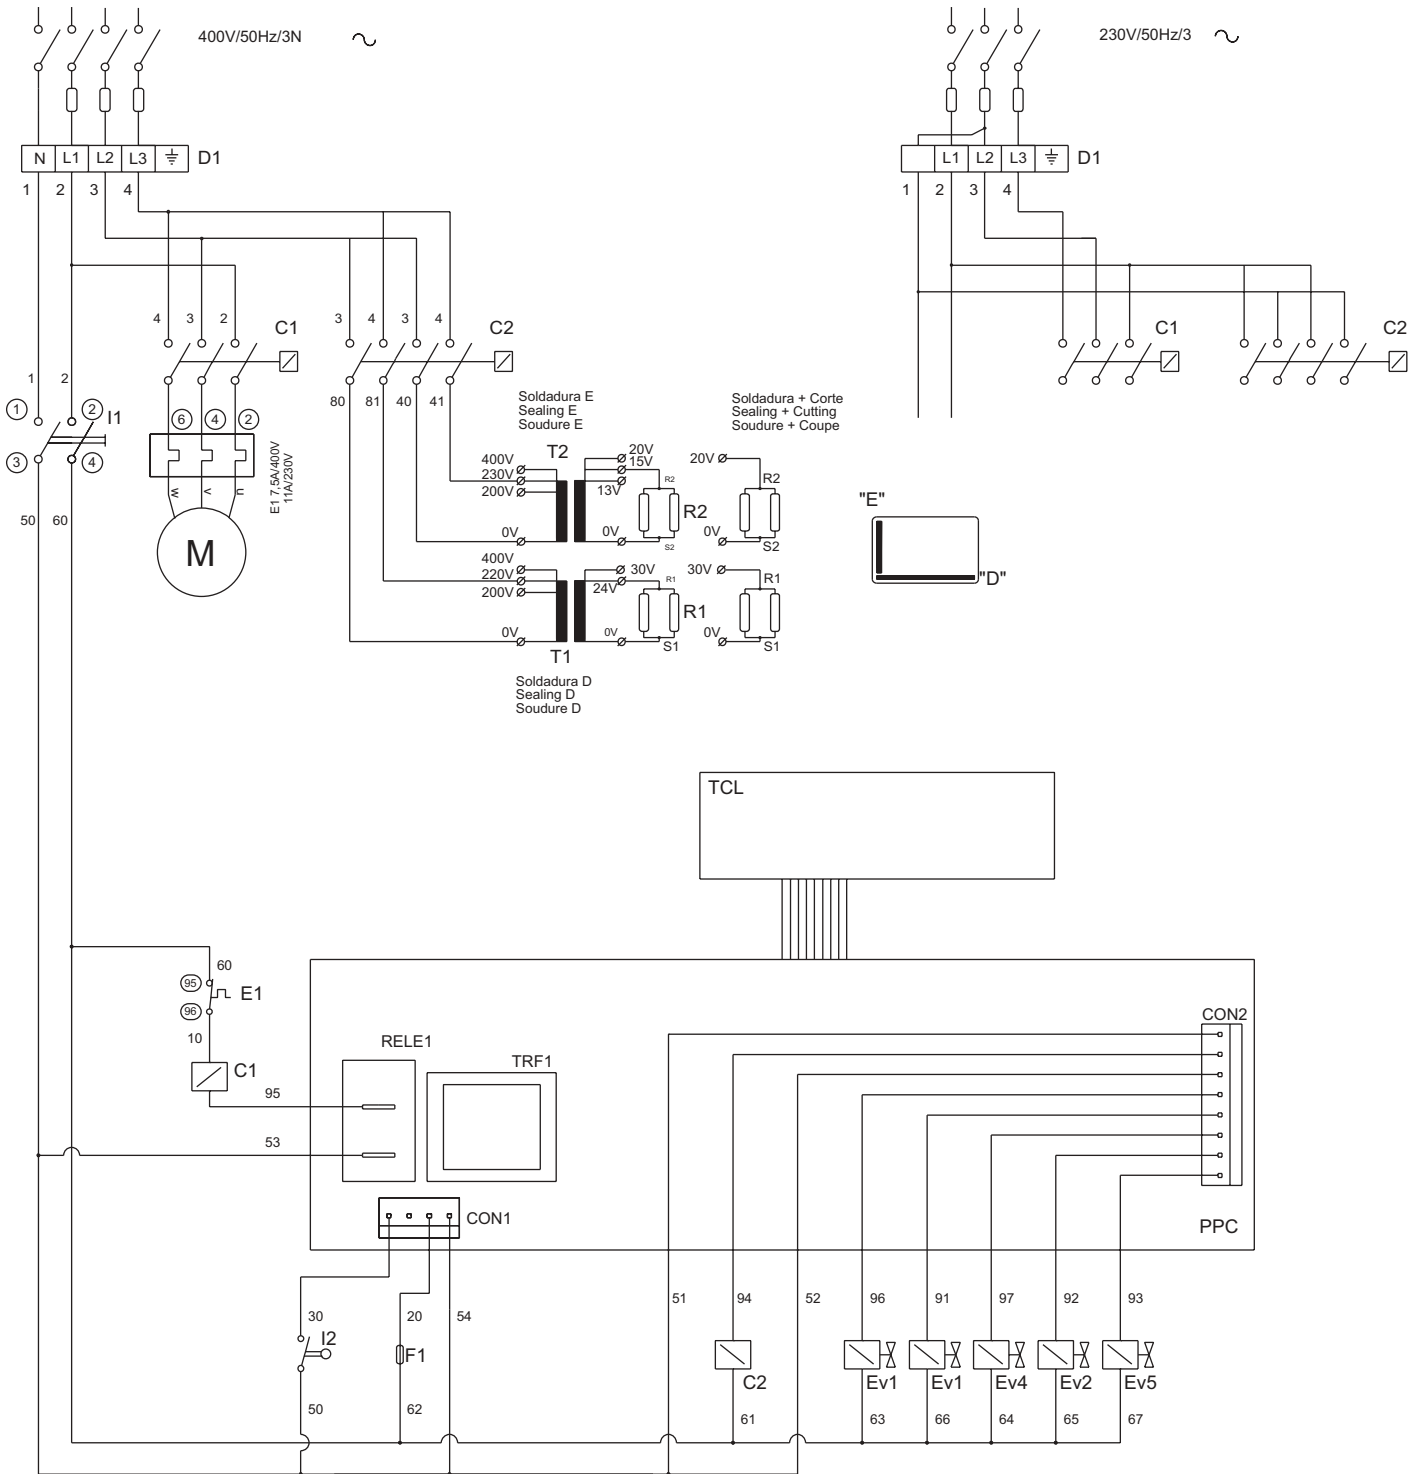 400V/50Hz/3N
230V/50Hz/3
N L1 L2 L3 D1
L1 L2 L3 D1
1 2 3 4
1 2 3 4
4 3 2 C1
3 4 3 4 C2
C1
C2
1 2
1 2 I1
3 4
6 4 2
80 81 40 41
E1 7,5A/400V
11A/230V
w v u
M
50 60
Soldadura E
Sealing E
Soudure E
Soldadura + Corte
Sealing + Cutting
Soudure + Coupe
T2
400V
230V
200V
0V
20V
15V
13V
0V
R2
R2
S2
20V
R2
0V
S2
400V
220V
200V
0V
30V
24V
0V
R1
R1
S1
30V
R1
0V
S1
T1
Soldadura D
Sealing D
Soudure D
"E"
"D"
TCL
60
95
96
E1
10
C1
95
53
RELE1
TRF1
CON1
CON2
PPC
30 20 54 51 94 52 96 91 97 92 93
I2 F1 C2 Ev1 Ev1 Ev4 Ev2 Ev5
50 62 61 63 66 64 65 67